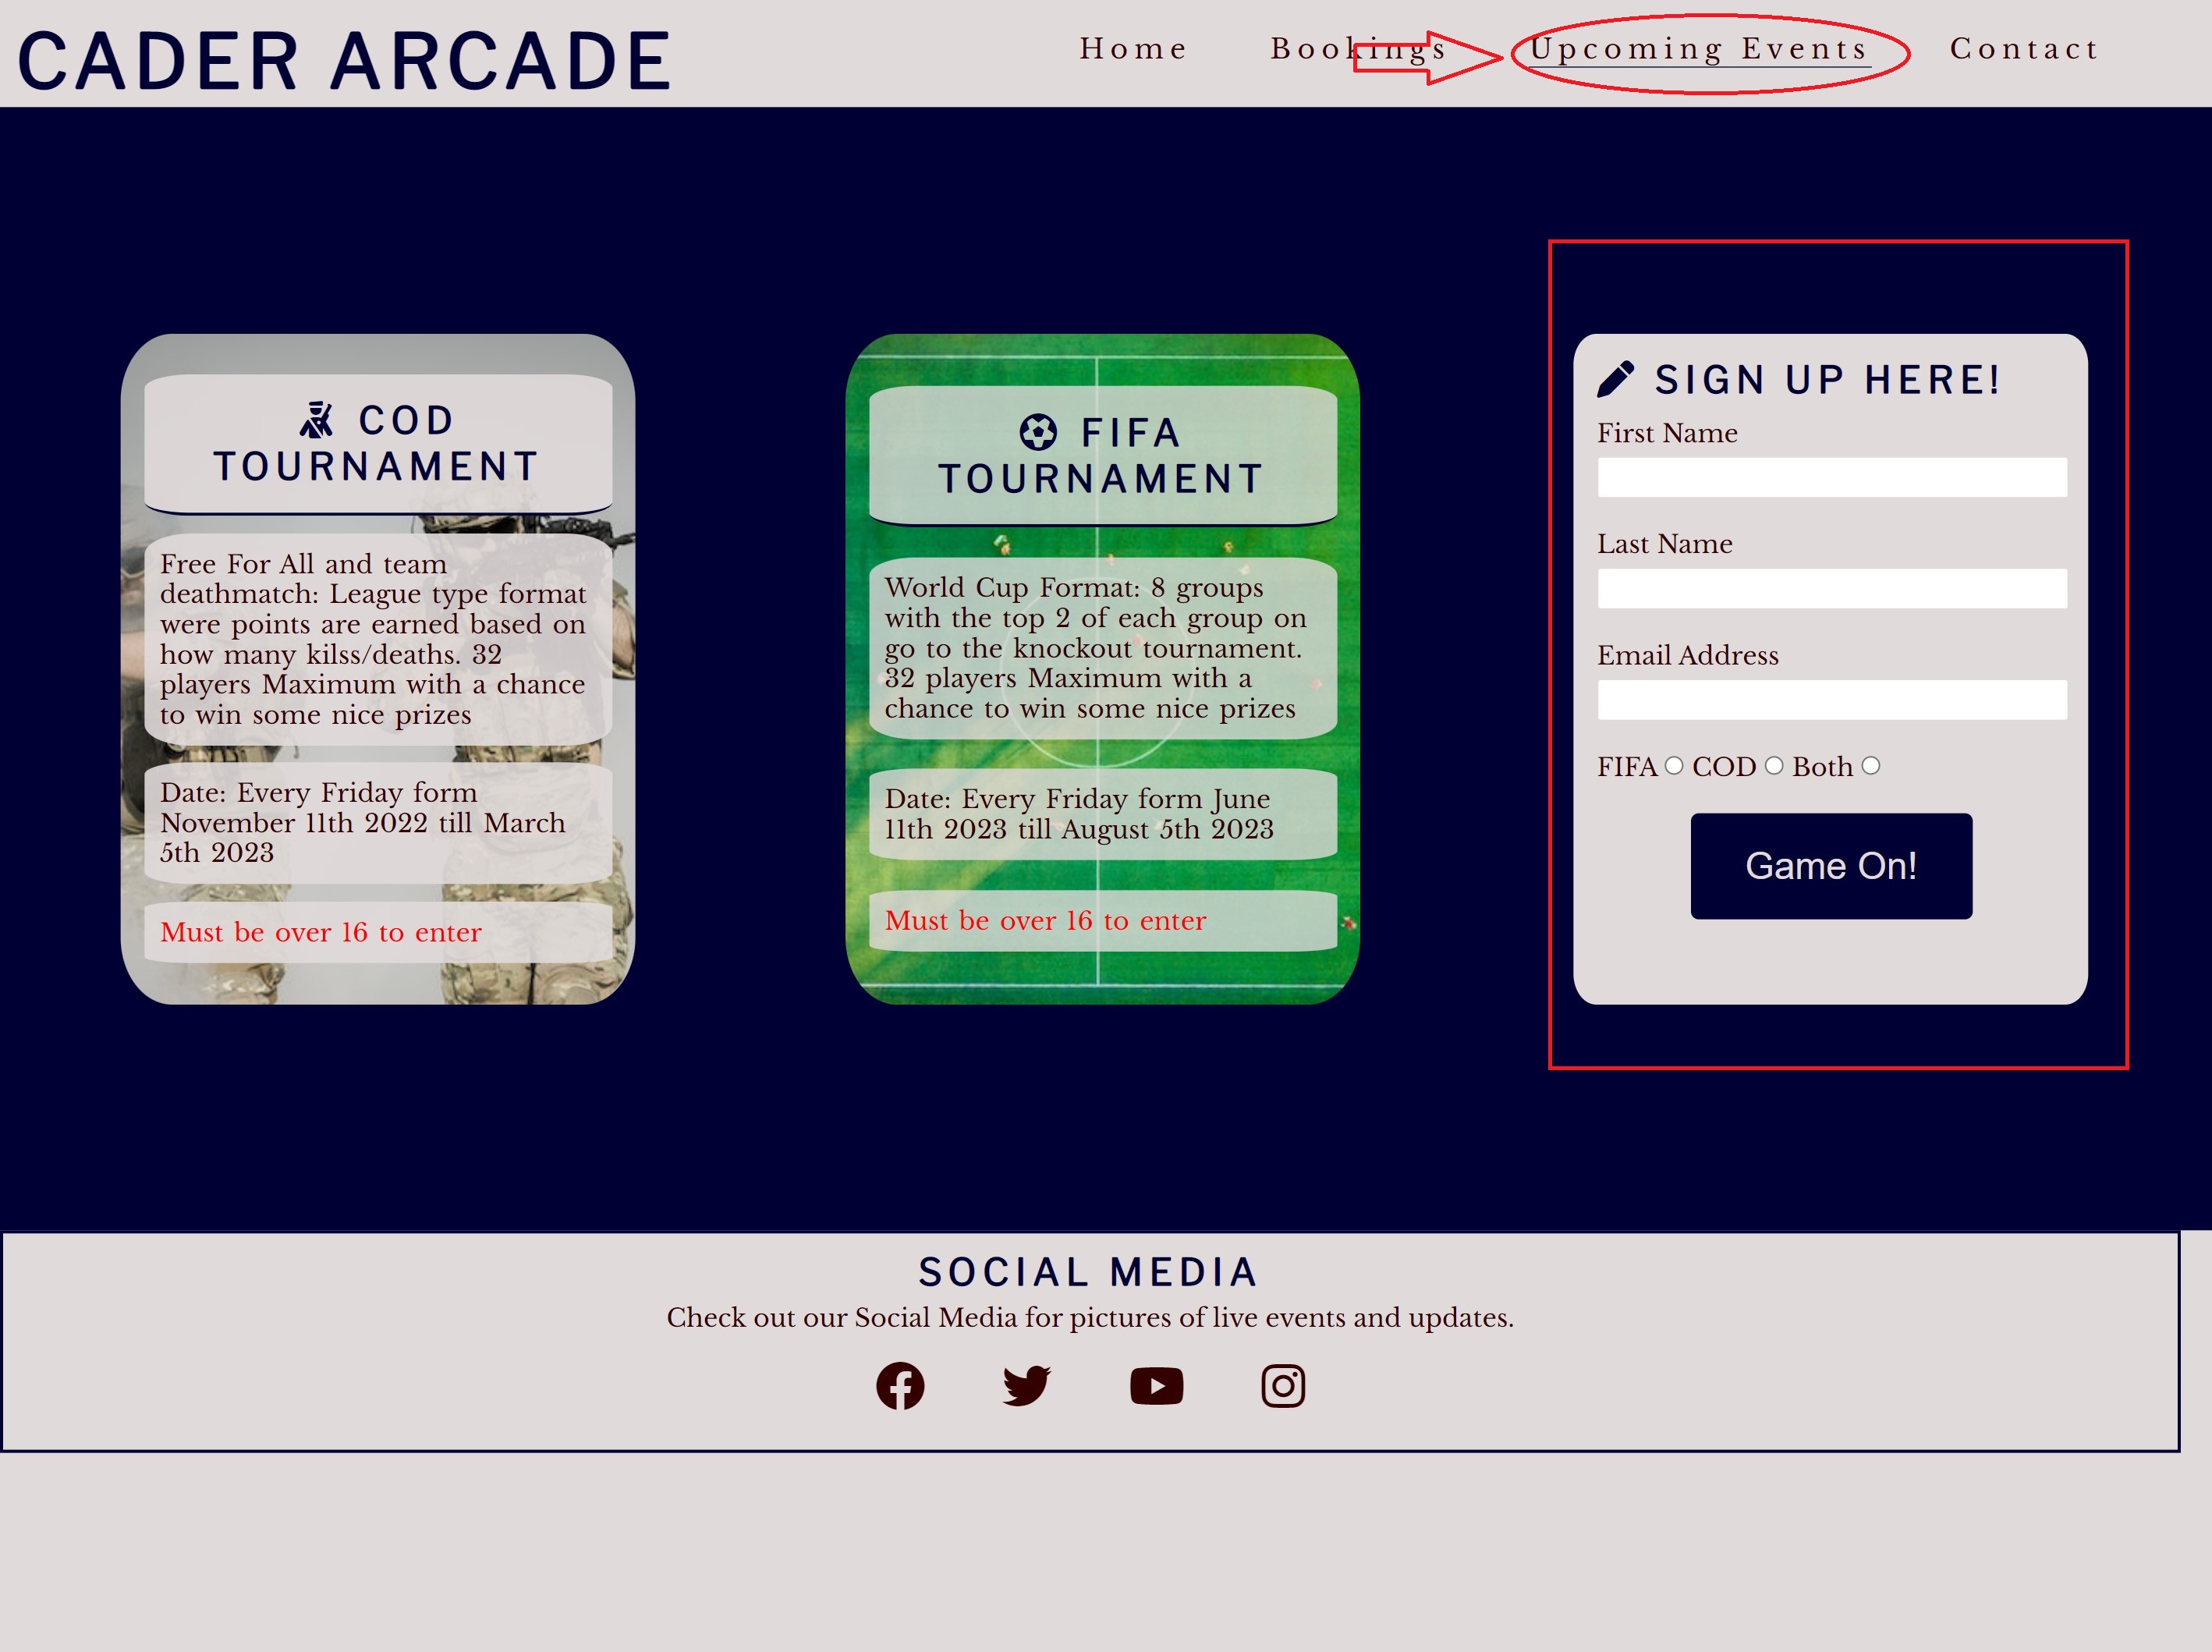 CADER ARCADE
Home Bookings Upcoming Events Contact
COD
TOURNAMENT
Free For All and team
deathmatch: League type format
were points are earned based on
how many kilss/deaths. 32
players Maximum with a chance
to win some nice prizes
Date: Every Friday form
November 11th 2022 till March
5th 2023
Must be over 16 to enter
FIFA
TOURNAMENT
World Cup Format: 8 groups
with the top 2 of each group on
go to the knockout tournament.
32 players Maximum with a
chance to win some nice prizes
Date: Every Friday form June
11th 2023 till August 5th 2023
Must be over 16 to enter
SIGN UP HERE!
First Name
Last Name
Email Address
FIFA COD Both
Game On!
SOCIAL MEDIA
Check out our Social Media for pictures of live events and updates.